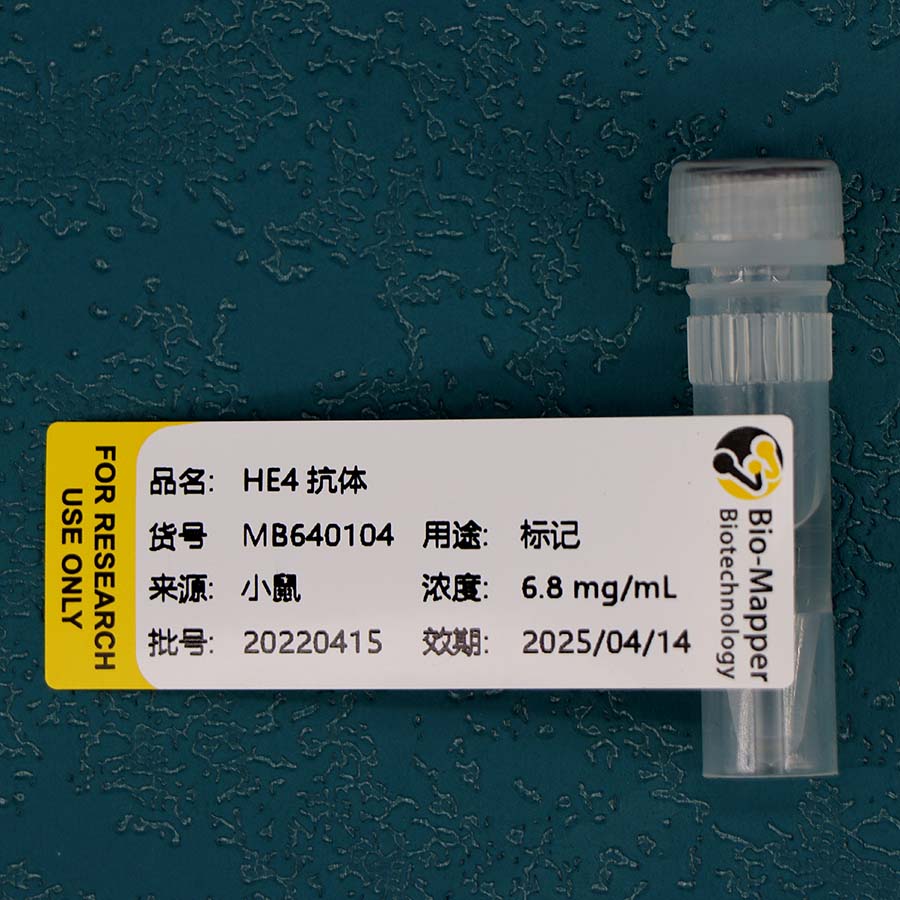 FOR RESEARCH
USE ONLY
品名: HE4 抗体
货号 MB640104 用途: 标记
来源: 小鼠 浓度: 6.8 mg/mL
批号: 20220415 效期: 2025/04/14
Bio-Mapper
Biotechnology